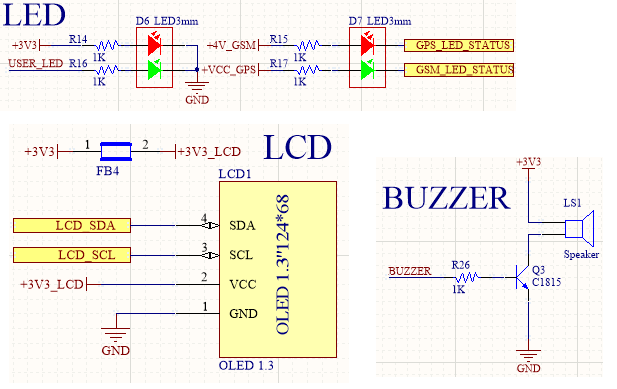 LED
D6 LED3mm
D7 LED3mm
+3V3 R14 1K
+4V_GSM R15 1K GPS_LED_STATUS
USER_LED R16 1K
+VCC_GPS R17 1K GSM_LED_STATUS
GND
LCD
+3V3 1 2 +3V3_LCD
FB4
LCD1
LCD_SDA 4 SDA
LCD_SCL 3 SCL
+3V3_LCD 2 VCC
1 GND
GND
OLED 1.3"124*68
OLED 1.3
BUZZER
+3V3
LS1
Speaker
BUZZER R26 1K
Q3
C1815
GND